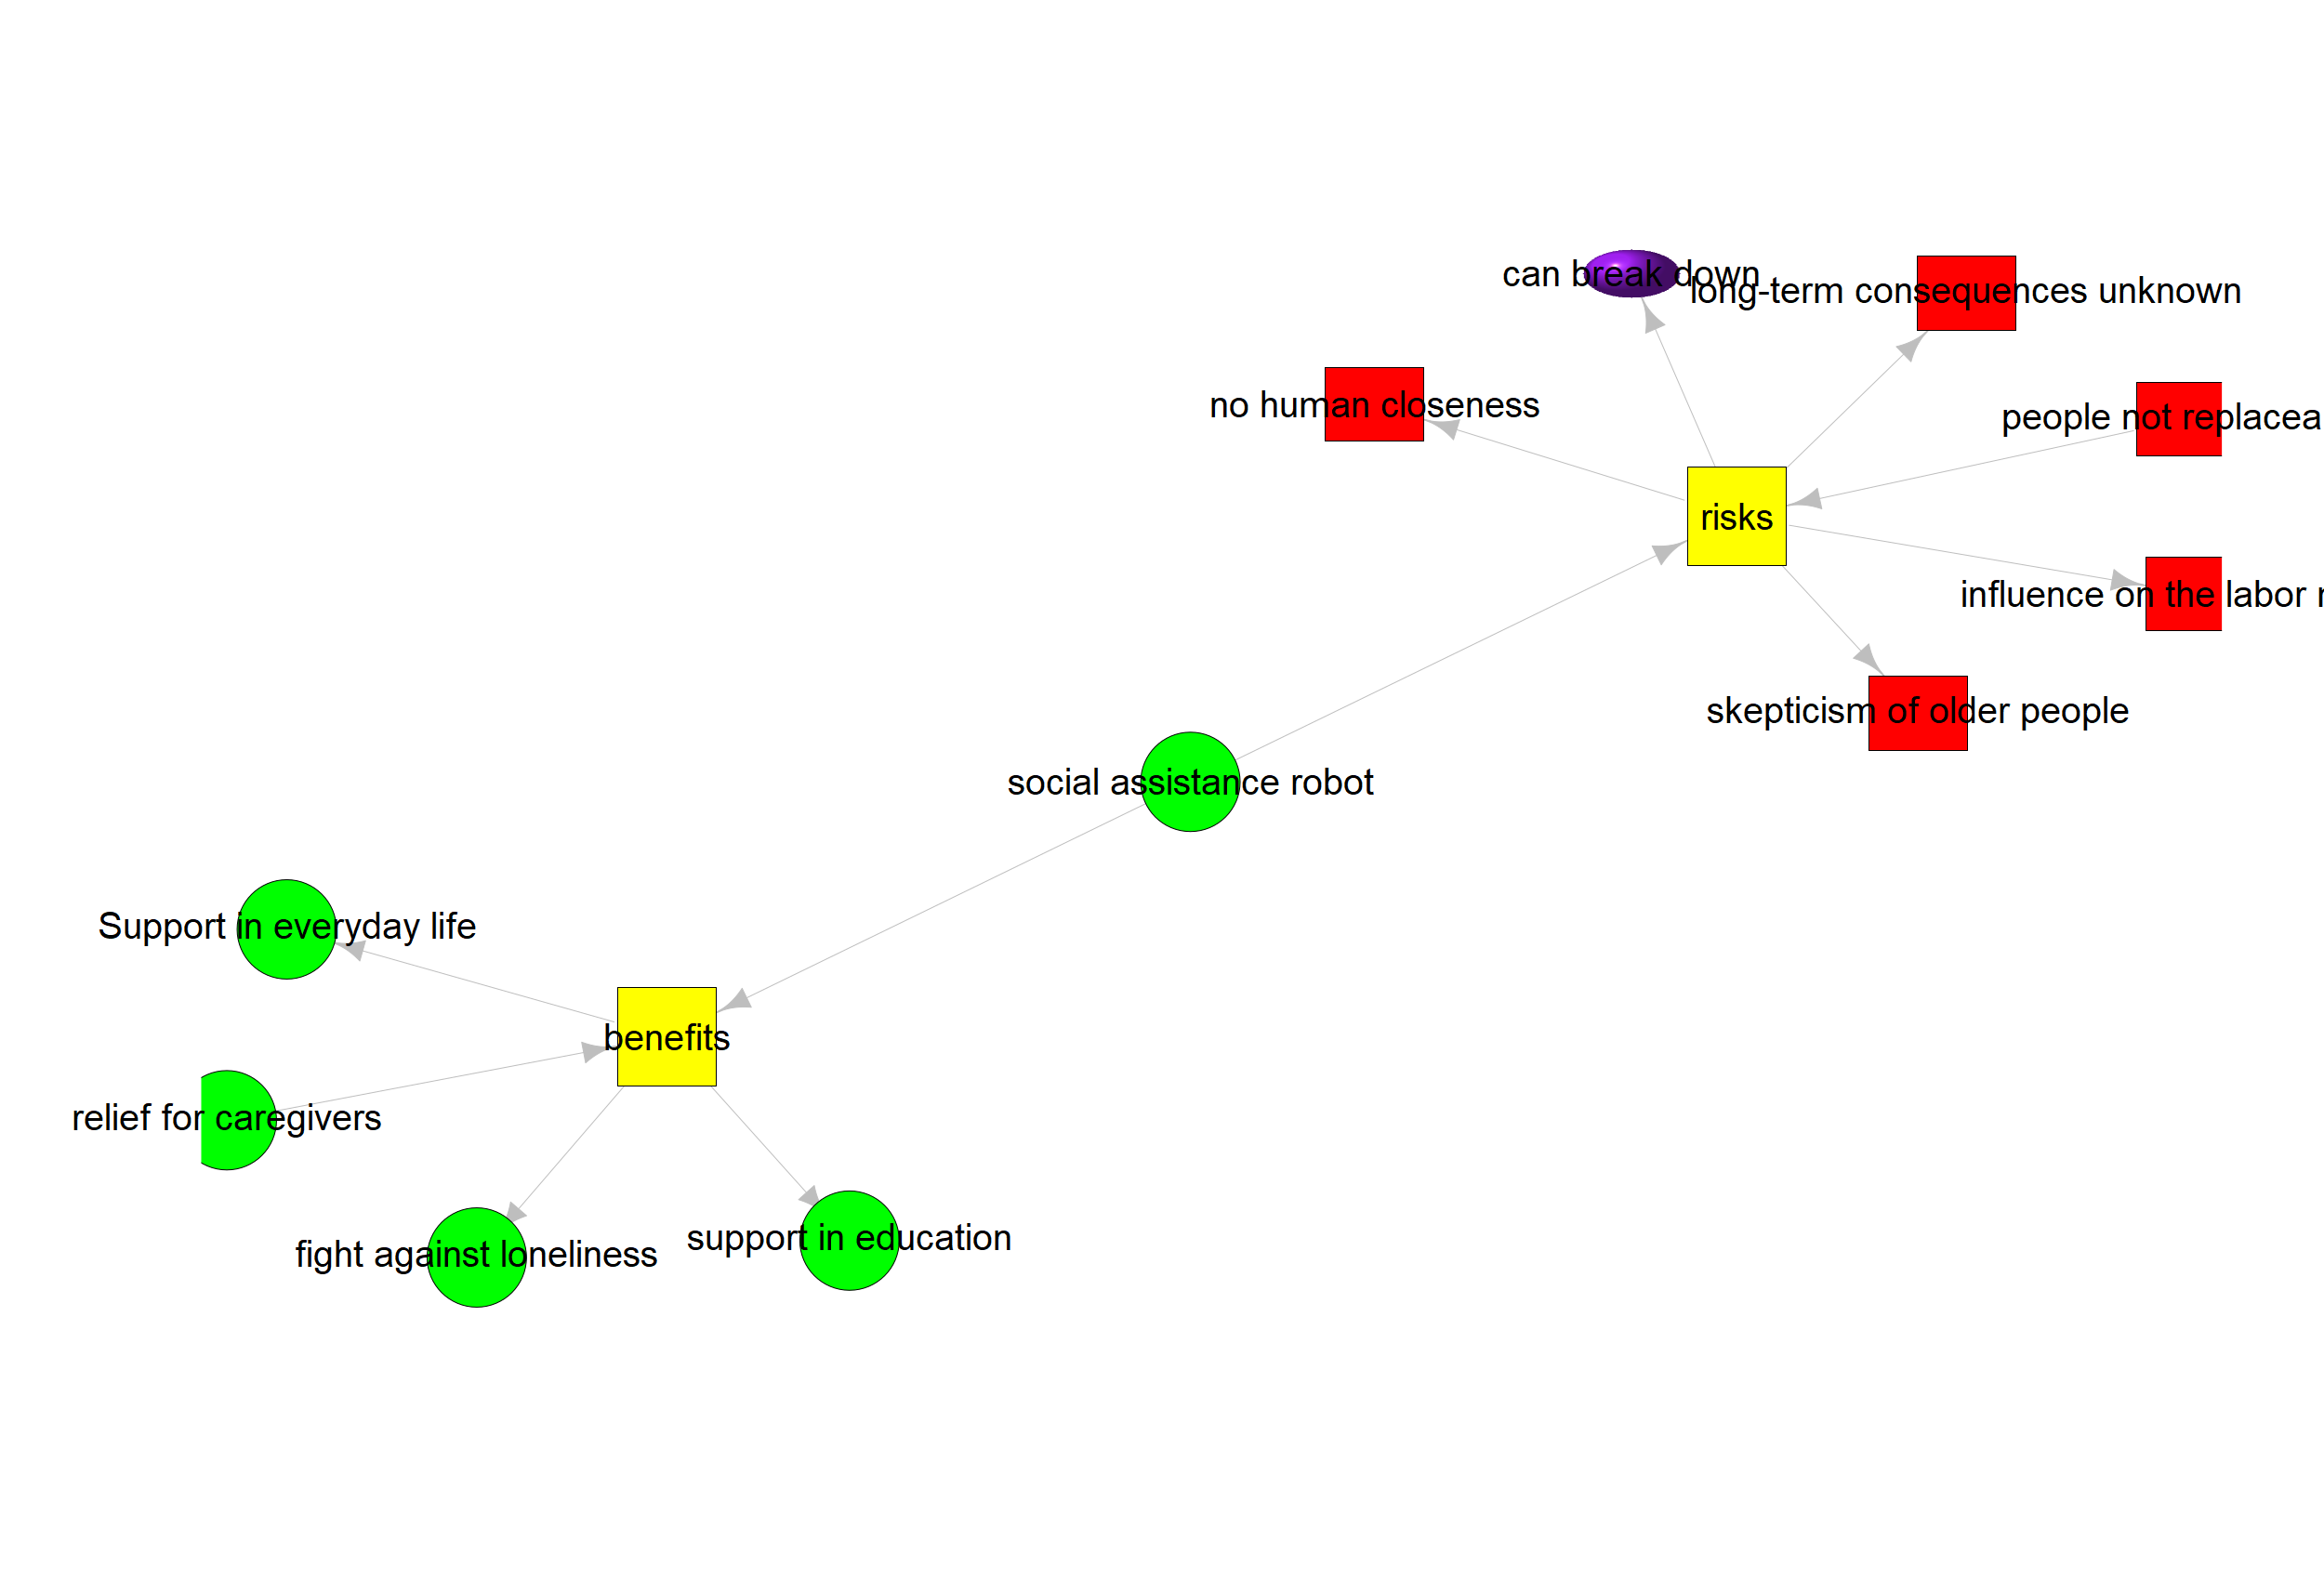 can break down
long-term consequences unknown
no human closeness
people not replacea
risks
influence on the labor
skepticism of older people
social assistance robot
Support in everyday life
benefits
relief for caregivers
fight against loneliness
support in education